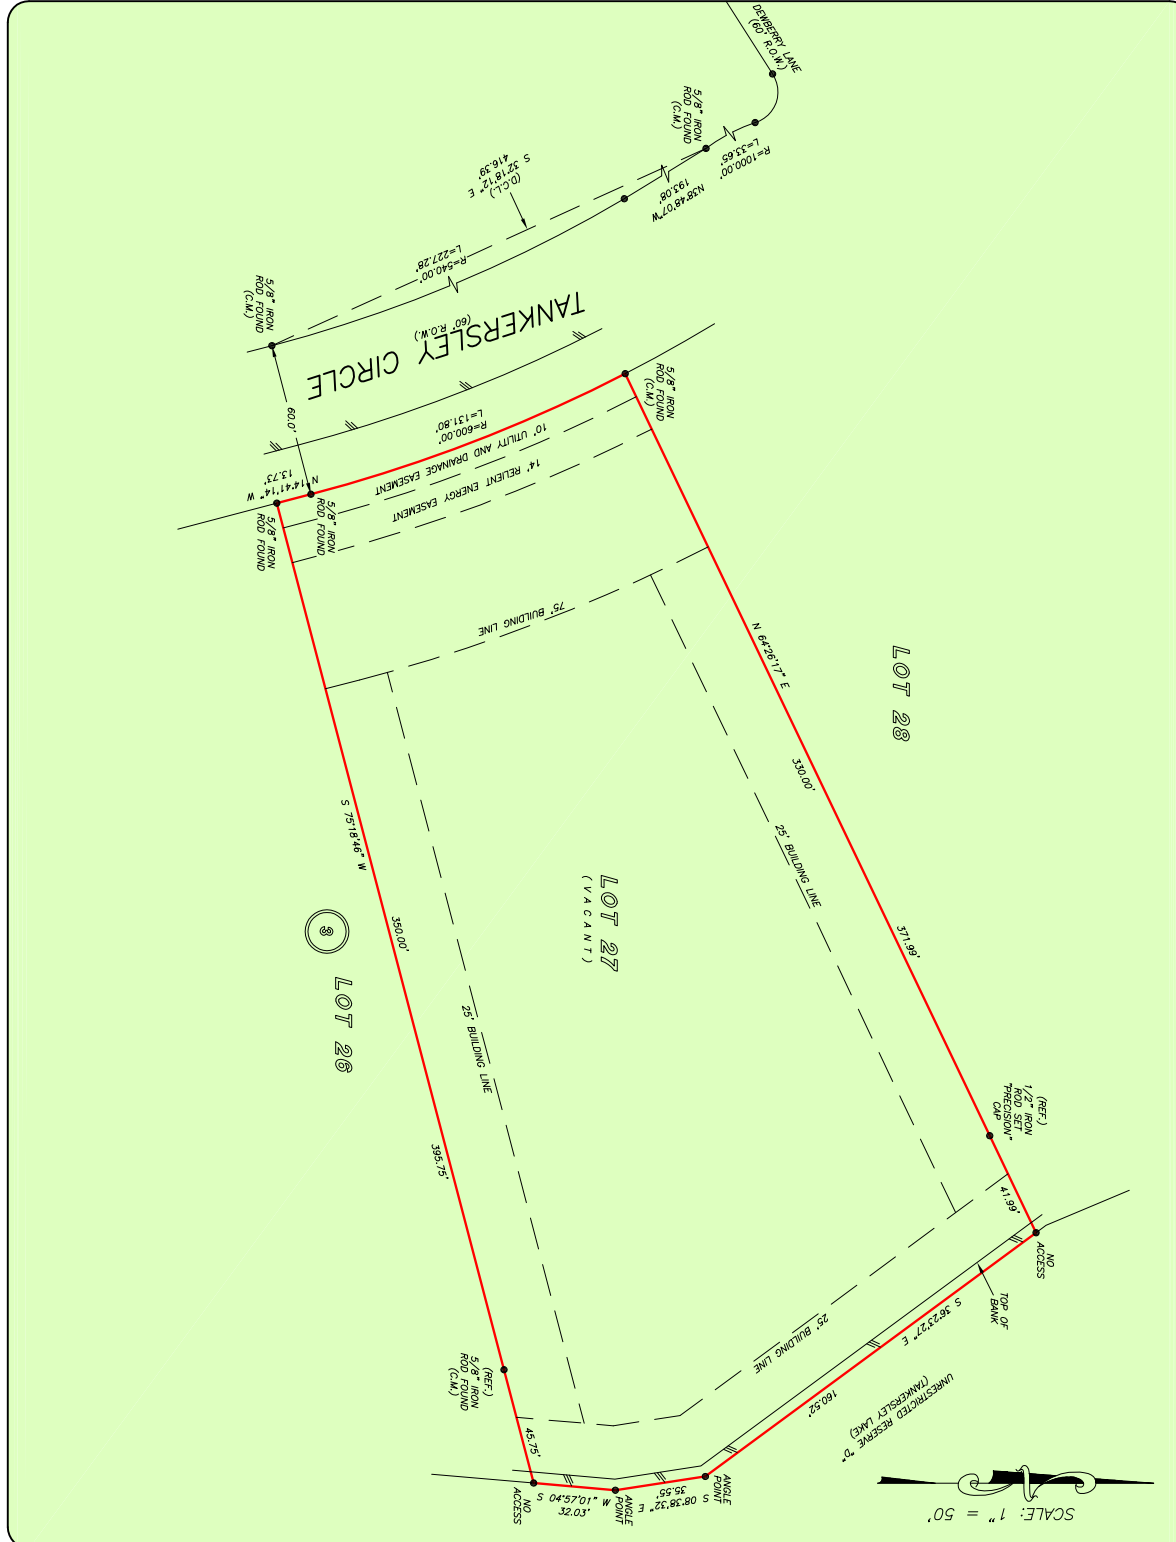 DEWBERRY LANE
(60' R.O.W.)
5/8" IRON
ROD FOUND
(C.M.)
R=1000.00'
L=33.65'
N38°48'07"W
193.08'
(D.C.L.)
S 32°18'12" E
416.39'
R=540.00'
L=227.28'
5/8" IRON
ROD FOUND
(C.M.)
TANKERSLEY CIRCLE
(60' R.O.W.)
60.0'
5/8" IRON
ROD FOUND
(C.M.)
R=600.00'
L=131.80'
10' UTILITY AND DRAINAGE EASEMENT
14' RELIENT ENERGY EASEMENT
N 14°41'14" W
13.73'
5/8" IRON
ROD FOUND
5/8" IRON
ROD FOUND
75' BUILDING LINE
N 64°26'17" E
330.00'
371.99'
LOT 28
25' BUILDING LINE
S 75°18'46" W
350.00'
395.75'
LOT 27
(VACANT)
3
LOT 26
25' BUILDING LINE
(REF.)
1/2" IRON
ROD SET
"PRECISION"
CAP
41.99'
NO
ACCESS
TOP OF
BANK
S 36°23'27" E
160.52'
25' BUILDING LINE
UNRESTRICTED RESERVE "D"
(TANKERSLEY LAKE)
(REF.)
5/8" IRON
ROD FOUND
(C.M.)
45.75'
NO
ACCESS
S 04°57'01" W
32.03'
ANGLE
POINT
S 08°38'32" E
35.55'
ANGLE
POINT
SCALE: 1" = 50'